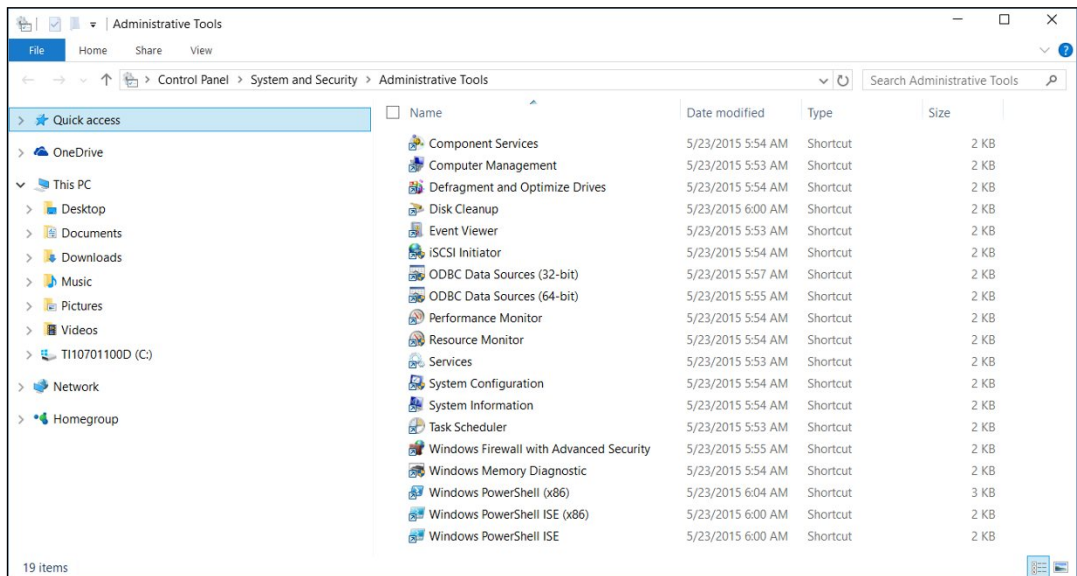 Administrative Tools
File Home Share View
Control Panel > System and Security > Administrative Tools
Search Administrative Tools
Name Date modified Type Size
Quick access
OneDrive
This PC
Desktop
Documents
Downloads
Music
Pictures
Videos
TI10701100D (C:)
Network
Homegroup
Component Services 5/23/2015 5:54 AM Shortcut 2 KB
Computer Management 5/23/2015 5:53 AM Shortcut 2 KB
Defragment and Optimize Drives 5/23/2015 5:54 AM Shortcut 2 KB
Disk Cleanup 5/23/2015 6:00 AM Shortcut 2 KB
Event Viewer 5/23/2015 5:53 AM Shortcut 2 KB
iSCSI Initiator 5/23/2015 5:54 AM Shortcut 2 KB
ODBC Data Sources (32-bit) 5/23/2015 5:57 AM Shortcut 2 KB
ODBC Data Sources (64-bit) 5/23/2015 5:55 AM Shortcut 2 KB
Performance Monitor 5/23/2015 5:54 AM Shortcut 2 KB
Resource Monitor 5/23/2015 5:54 AM Shortcut 2 KB
Services 5/23/2015 5:53 AM Shortcut 2 KB
System Configuration 5/23/2015 5:54 AM Shortcut 2 KB
System Information 5/23/2015 5:54 AM Shortcut 2 KB
Task Scheduler 5/23/2015 5:53 AM Shortcut 2 KB
Windows Firewall with Advanced Security 5/23/2015 5:55 AM Shortcut 2 KB
Windows Memory Diagnostic 5/23/2015 5:54 AM Shortcut 2 KB
Windows PowerShell (x86) 5/23/2015 6:04 AM Shortcut 3 KB
Windows PowerShell ISE (x86) 5/23/2015 6:00 AM Shortcut 2 KB
Windows PowerShell ISE 5/23/2015 6:00 AM Shortcut 2 KB
19 items